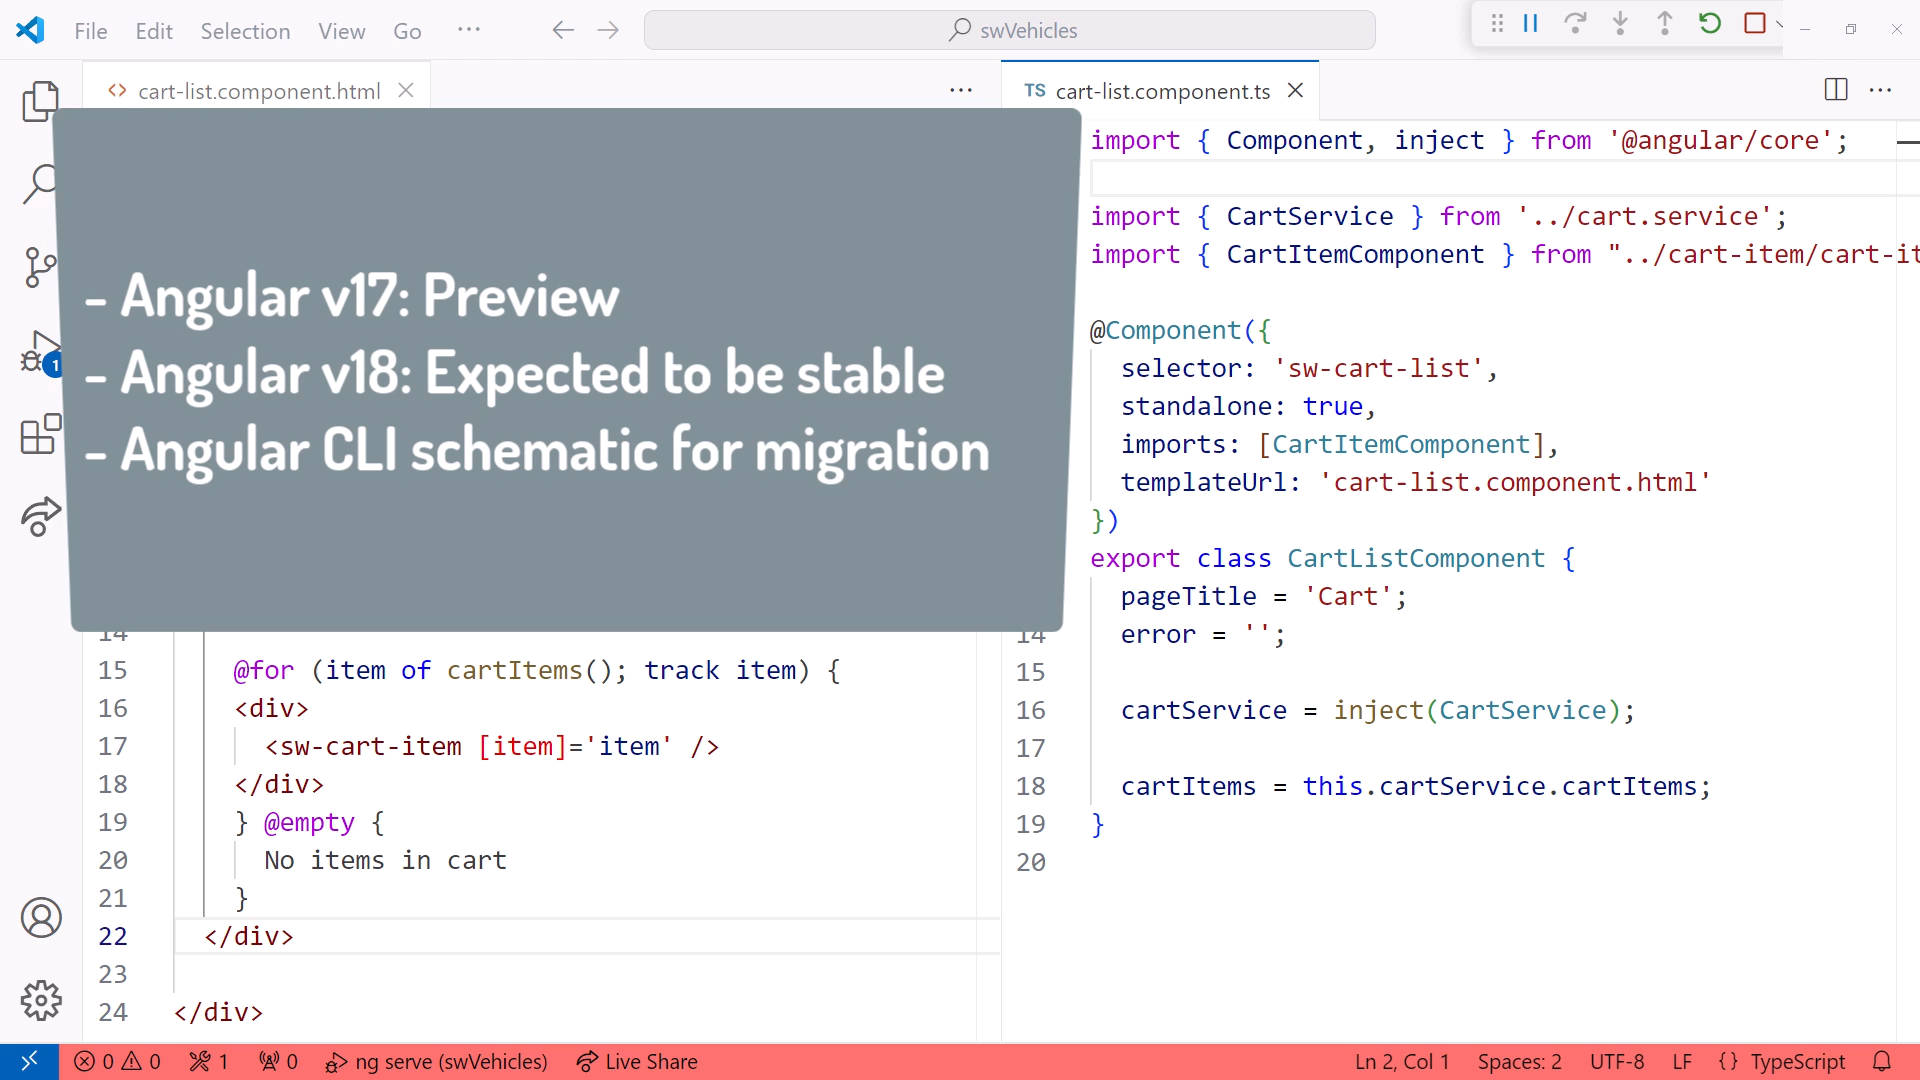 File Edit Selection View Go ...
swVehicles
cart-list.component.html
- Angular v17: Preview
- Angular v18: Expected to be stable
- Angular CLI schematic for migration
1
14
15 @for (item of cartItems(); track item) {
16 <div>
17 <sw-cart-item [item]='item' />
18 </div>
19 } @empty {
20 No items in cart
21 }
22 </div>
23
24 </div>
TS cart-list.component.ts
import { Component, inject } from '@angular/core';
import { CartService } from '../cart.service';
import { CartItemComponent } from "../cart-item/cart-it
@Component({
selector: 'sw-cart-list',
standalone: true,
imports: [CartItemComponent],
templateUrl: 'cart-list.component.html'
})
export class CartListComponent {
pageTitle = 'Cart';
14 error = '';
15
16 cartService = inject(CartService);
17
18 cartItems = this.cartService.cartItems;
19 }
20
0 0 1 0 ng serve (swVehicles) Live Share Ln 2, Col 1 Spaces: 2 UTF-8 LF {} TypeScript